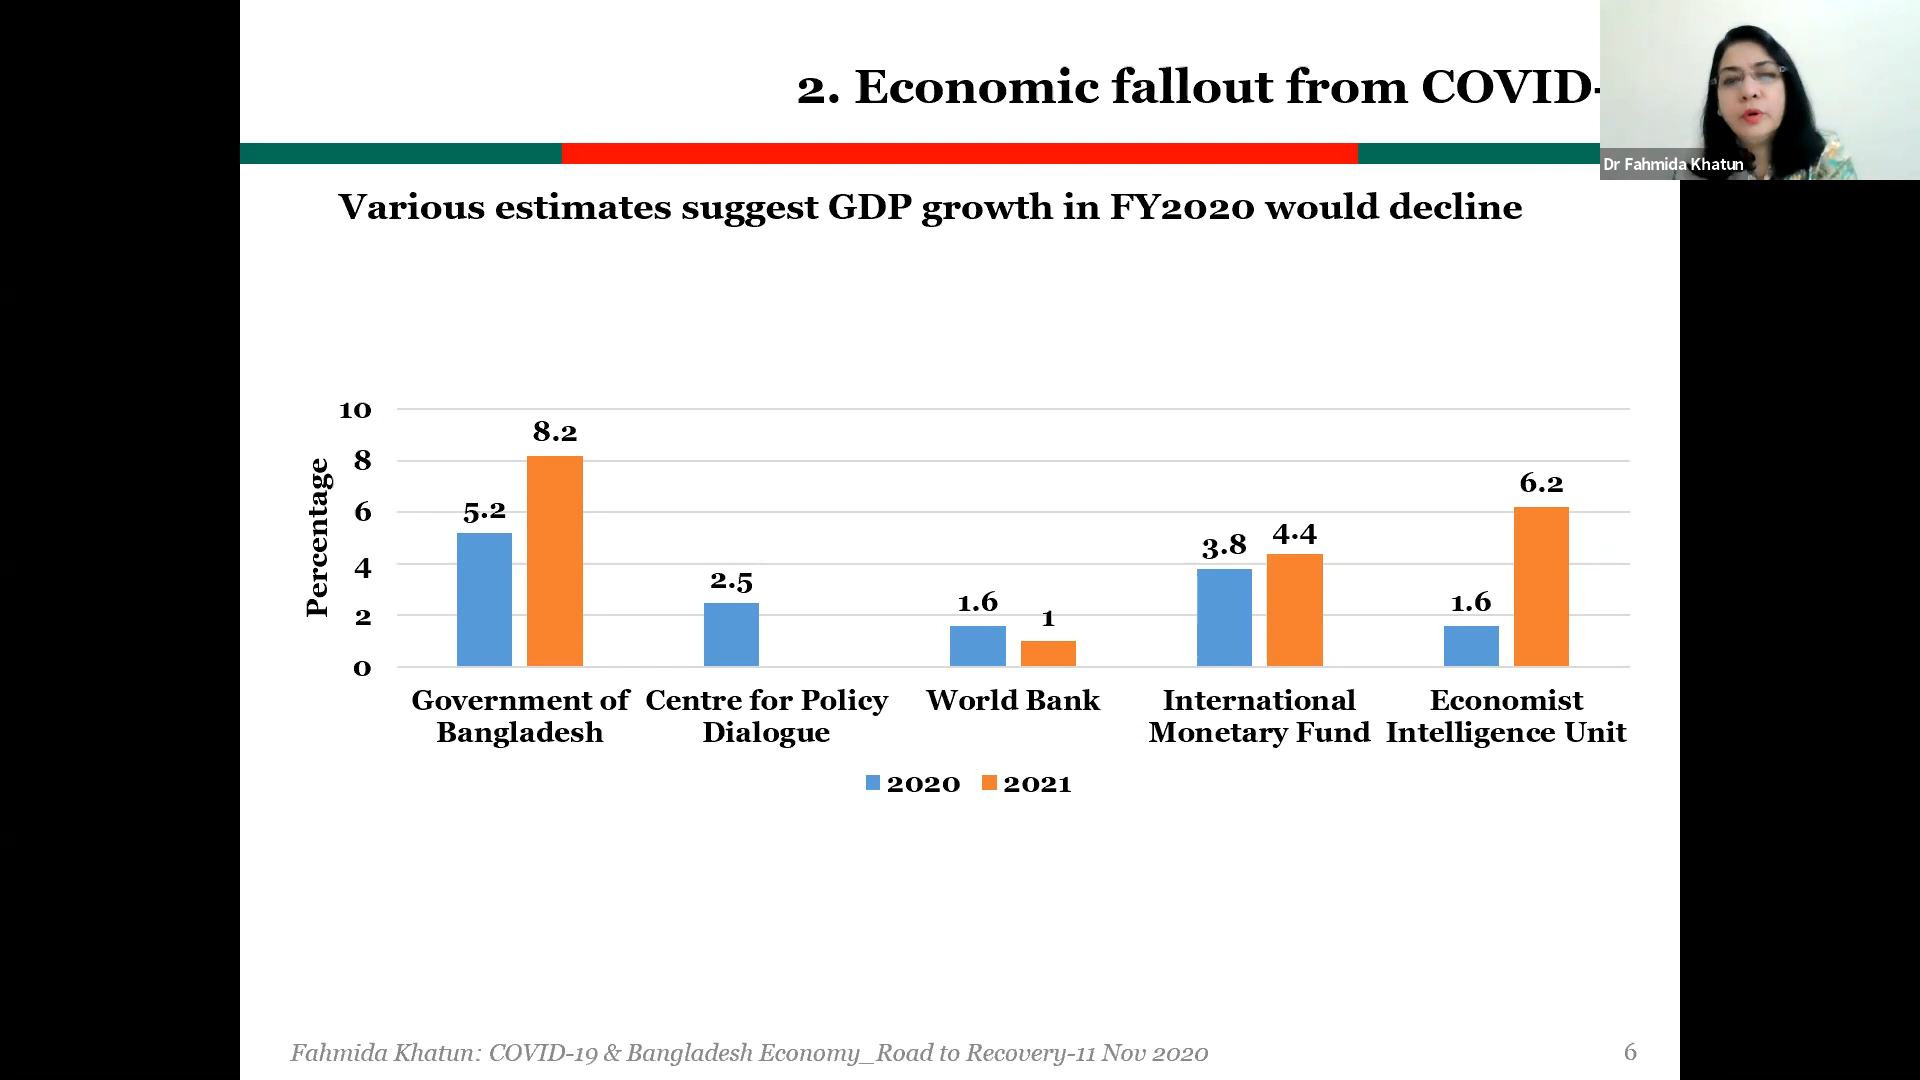 2. Economic fallout from COVID-
Dr Fahmida Khatun
Various estimates suggest GDP growth in FY2020 would decline
Percentage
10
8
6
4
2
0
5.2
8.2
2.5
1.6
1
3.8
4.4
1.6
6.2
Government of
Bangladesh
Centre for Policy
Dialogue
World Bank
International
Monetary Fund
Economist
Intelligence Unit
2020
2021
Fahmida Khatun: COVID-19 & Bangladesh Economy_Road to Recovery-11 Nov 2020
6